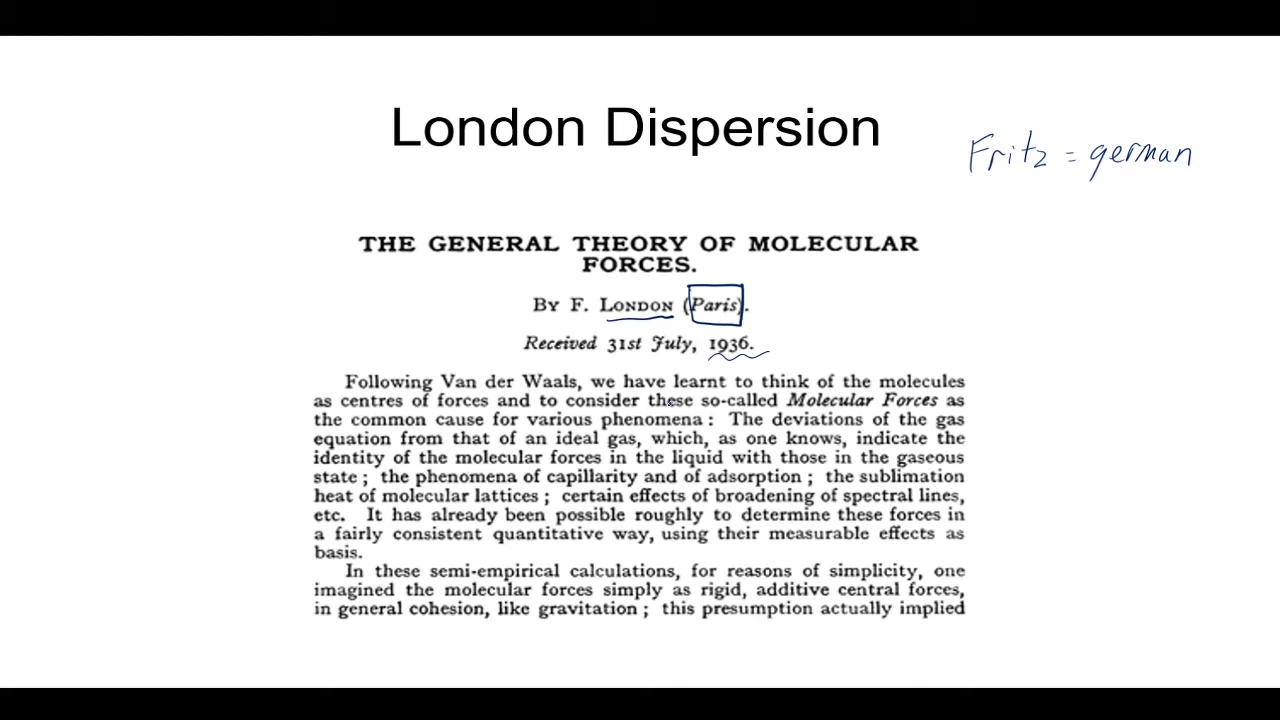 London Dispersion
Fritz = german
THE GENERAL THEORY OF MOLECULAR
FORCES.
By F. London (Paris).
Received 31st July, 1936.
Following Van der Waals, we have learnt to think of the molecules
as centres of forces and to consider these so-called Molecular Forces as
the common cause for various phenomena : The deviations of the gas
equation from that of an ideal gas, which, as one knows, indicate the
identity of the molecular forces in the liquid with those in the gaseous
state ; the phenomena of capillarity and of adsorption ; the sublimation
heat of molecular lattices ; certain effects of broadening of spectral lines,
etc. It has already been possible roughly to determine these forces in
a fairly consistent quantitative way, using their measurable effects as
basis.
In these semi-empirical calculations, for reasons of simplicity, one
imagined the molecular forces simply as rigid, additive central forces,
in general cohesion, like gravitation ; this presumption actually implied